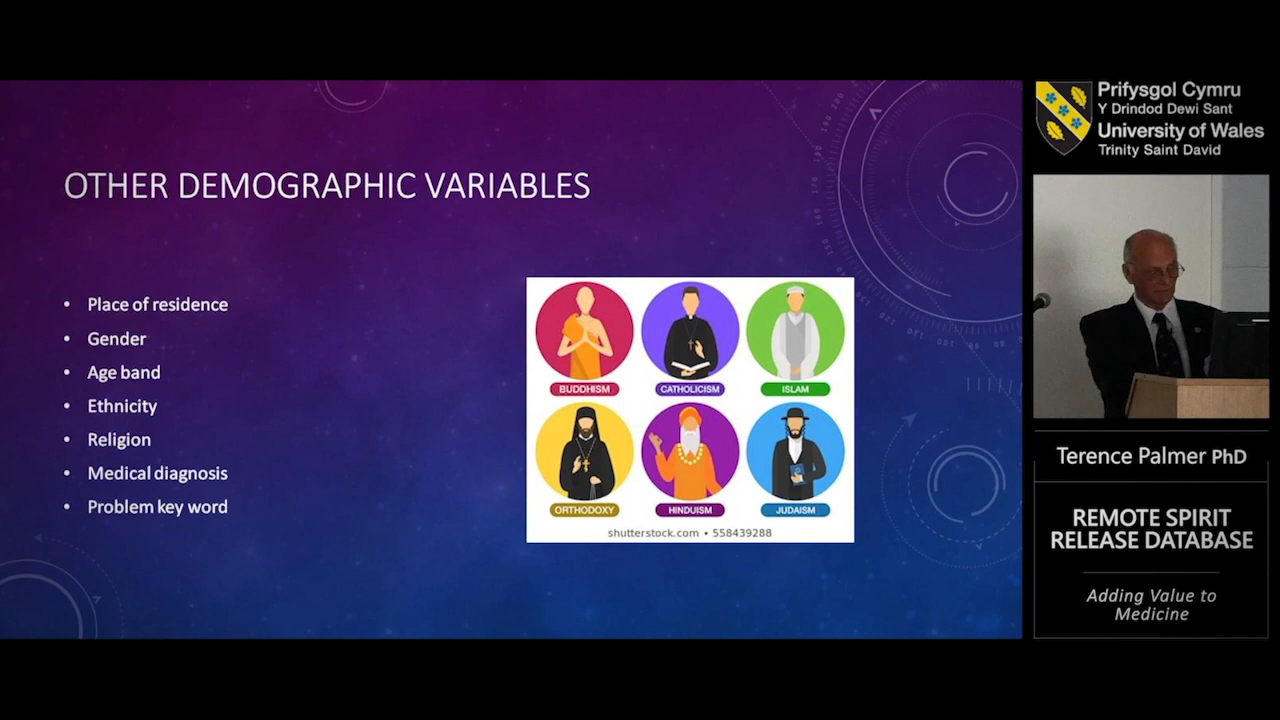 OTHER DEMOGRAPHIC VARIABLES
• Place of residence
• Gender
• Age band
• Ethnicity
• Religion
• Medical diagnosis
• Problem key word
BUDDHISM
CATHOLICISM
ISLAM
ORTHODOXY
HINDUISM
JUDAISM
shutterstock.com • 558439288
Prifysgol Cymru
Y Drindod Dewi Sant
University of Wales
Trinity Saint David
Terence Palmer PhD
REMOTE SPIRIT
RELEASE DATABASE
Adding Value to
Medicine